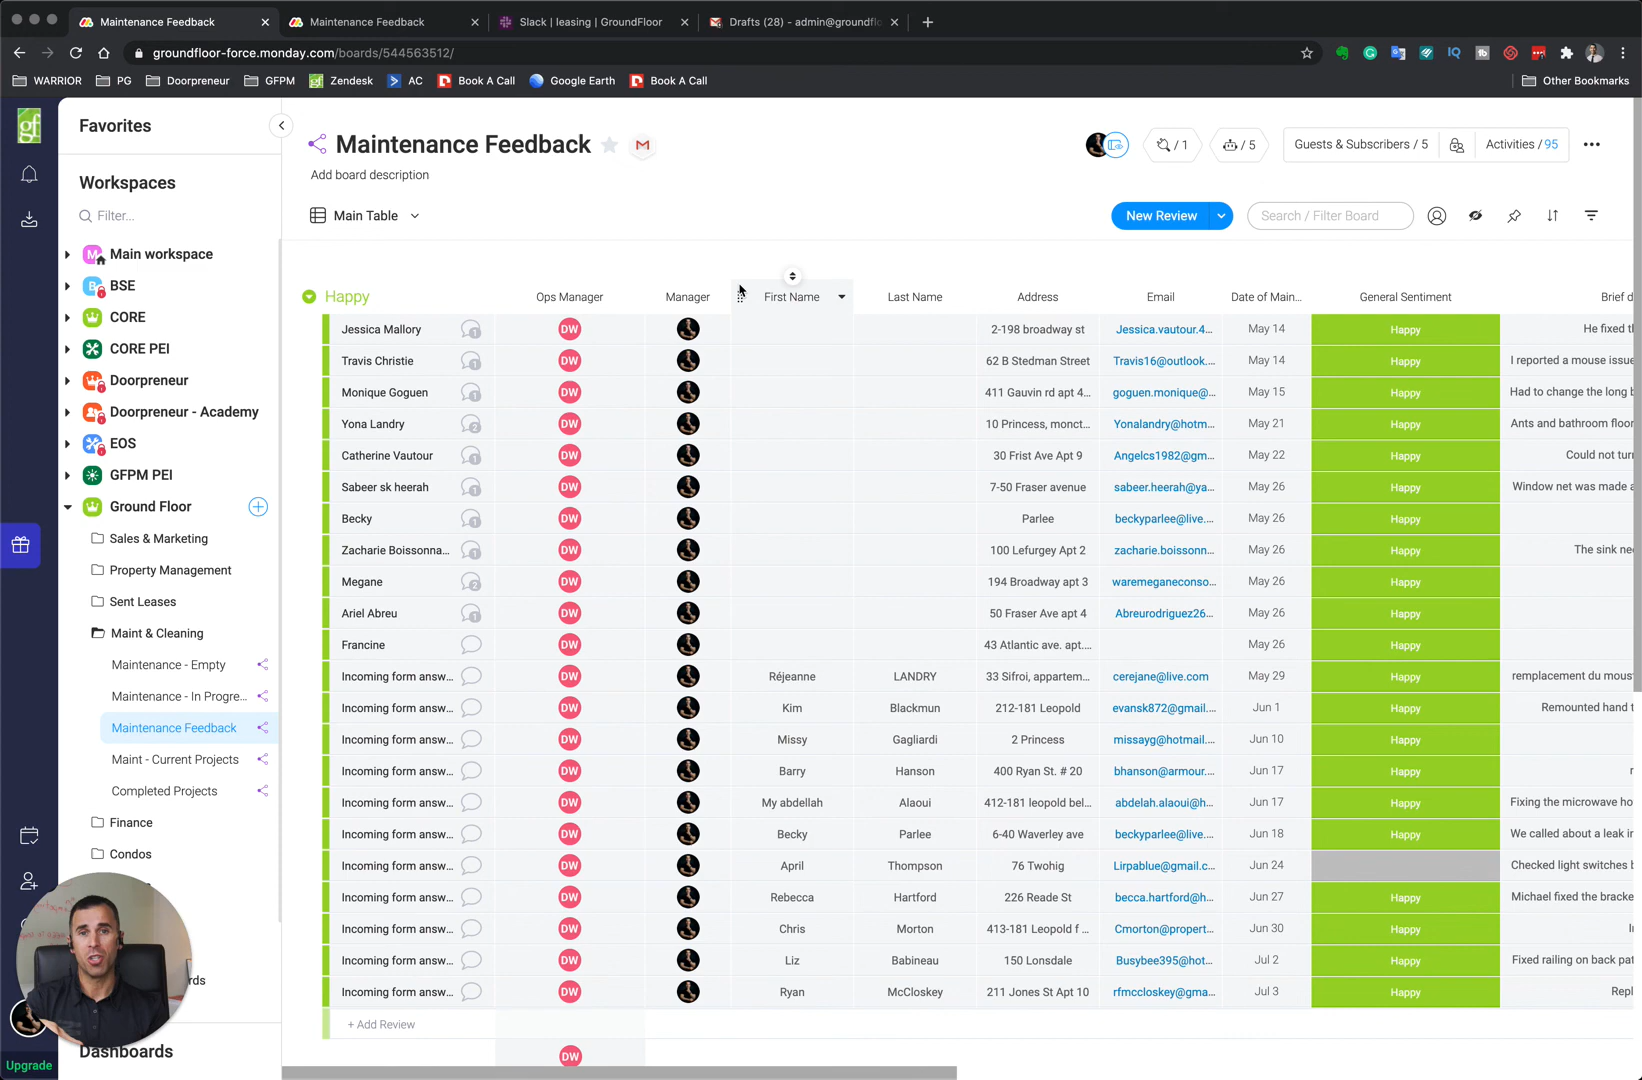 Maintenance Feedback
Maintenance Feedback
Slack | leasing | GroundFloor
Drafts (28) - admin@groundflo
groundfloor-force.monday.com/boards/544563512/
WARRIOR PG Doorpreneur GFPM Zendesk AC Book A Call Google Earth Book A Call Other Bookmarks
gf
Favorites
Workspaces
Filter...
Main workspace
BSE
CORE
CORE PEI
Doorpreneur
Doorpreneur - Academy
EOS
GFPM PEI
Ground Floor
Sales & Marketing
Property Management
Sent Leases
Maint & Cleaning
Maintenance - Empty
Maintenance - In Progre...
Maintenance Feedback
Maint - Current Projects
Completed Projects
Finance
Condos
Dashboards
Upgrade
Maintenance Feedback
Add board description
/ 1
/ 5
Guests & Subscribers / 5
Activities / 95
Main Table
New Review
Search / Filter Board
Happy Ops Manager Manager First Name Last Name Address Email Date of Main... General Sentiment Brief d
Jessica Mallory 1 DW 2-198 broadway st Jessica.vautour.4... May 14 Happy He fixed th
Travis Christie 1 DW 62 B Stedman Street Travis16@outlook.... May 14 Happy I reported a mouse issue
Monique Goguen 1 DW 411 Gauvin rd apt 4... goguen.monique@... May 15 Happy Had to change the long b
Yona Landry 2 DW 10 Princess, monct... Yonalandry@hotm... May 21 Happy Ants and bathroom floor
Catherine Vautour 1 DW 30 Frist Ave Apt 9 Angelcs1982@gm... May 22 Happy Could not turn
Sabeer sk heerah 1 DW 7-50 Fraser avenue sabeer.heerah@ya... May 26 Happy Window net was made a
Becky 1 DW Parlee beckyparlee@live.... May 26 Happy
Zacharie Boissonna... 1 DW 100 Lefurgey Apt 2 zacharie.boissonn... May 26 Happy The sink nee
Megane 2 DW 194 Broadway apt 3 waremeganeconso... May 26 Happy
Ariel Abreu 1 DW 50 Fraser Ave apt 4 Abreurodriguez26... May 26 Happy
Francine DW 43 Atlantic ave. apt.... May 26 Happy
Incoming form answ... DW Réjeanne LANDRY 33 Sifroi, appartem... cerejane@live.com May 29 Happy remplacement du mous
Incoming form answ... DW Kim Blackmun 212-181 Leopold evansk872@gmail.... Jun 1 Happy Remounted hand t
Incoming form answ... DW Missy Gagliardi 2 Princess missayg@hotmail.... Jun 10 Happy
Incoming form answ... DW Barry Hanson 400 Ryan St. # 20 bhanson@armour.... Jun 17 Happy
Incoming form answ... DW My abdellah Alaoui 412-181 leopold bel... abdelah.alaoui@h... Jun 17 Happy Fixing the microwave ho
Incoming form answ... DW Becky Parlee 6-40 Waverley ave beckyparlee@live.... Jun 18 Happy We called about a leak in
Incoming form answ... DW April Thompson 76 Twohig Lirpablue@gmail.c... Jun 24 Checked light switches b
Incoming form answ... DW Rebecca Hartford 226 Reade St becca.hartford@h... Jun 27 Happy Michael fixed the bracke
Incoming form answ... DW Chris Morton 413-181 Leopold f ... Cmorton@propert... Jun 30 Happy
Incoming form answ... DW Liz Babineau 150 Lonsdale Busybee395@hot... Jul 2 Happy Fixed railing on back pat
Incoming form answ... DW Ryan McCloskey 211 Jones St Apt 10 rfmccloskey@gma... Jul 3 Happy Repl
+ Add Review
DW